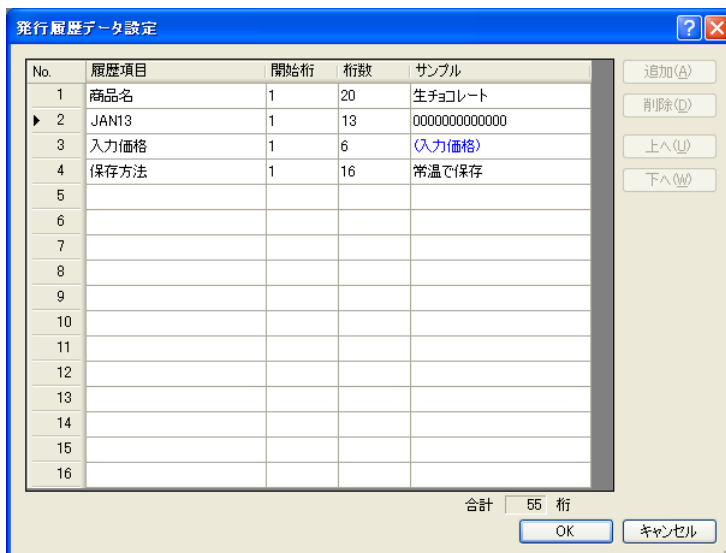 発行履歴データ設定
No. 履歴項目 開始桁 桁数 サンプル
1 商品名 1 20 生チョコレート
2 JAN13 1 13 0000000000000
3 入力価格 1 6 (入力価格)
4 保存方法 1 16 常温で保存
5
6
7
8
9
10
11
12
13
14
15
16
追加(A)
削除(D)
上へ(U)
下へ(W)
合計 55 桁
OK キャンセル